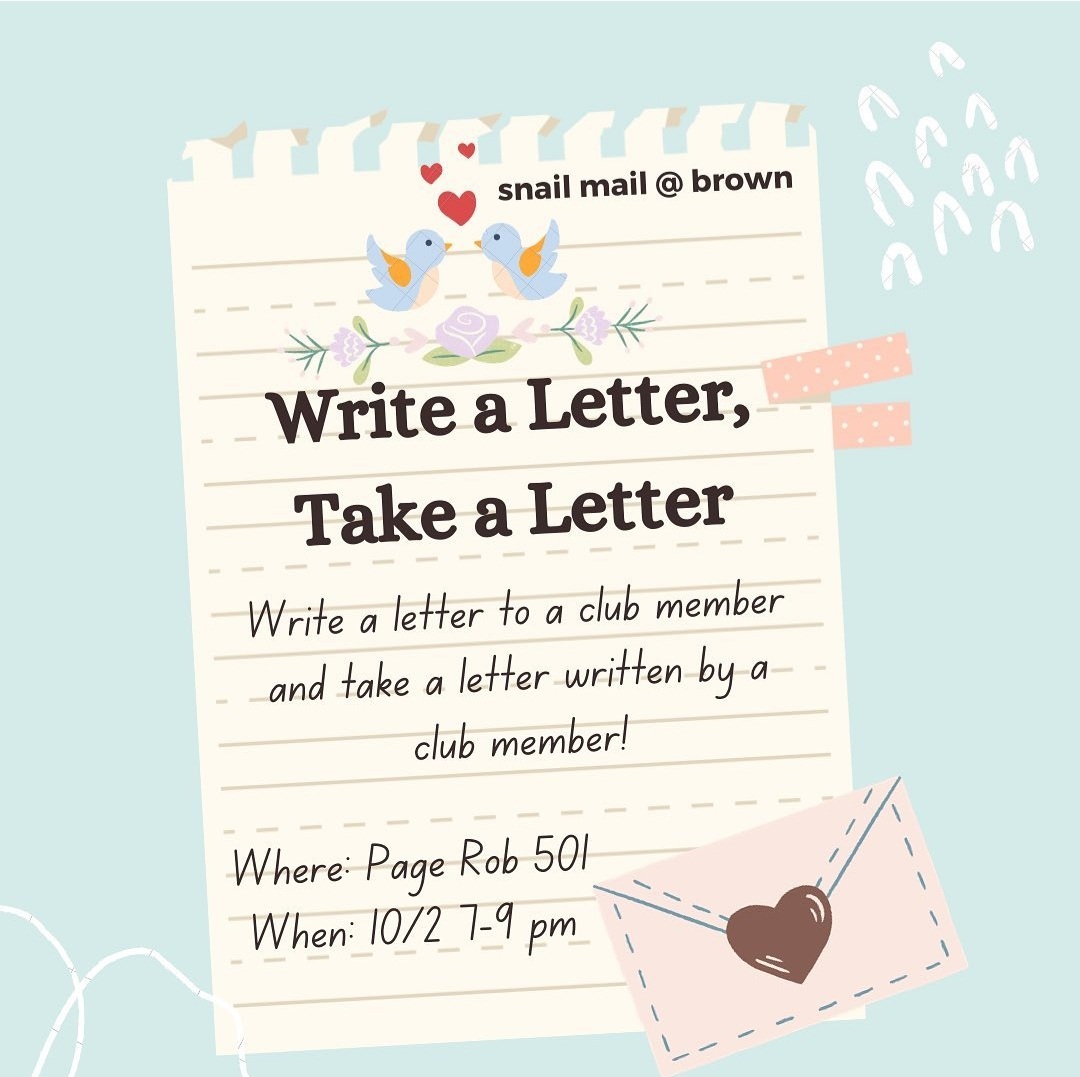 snail mail @ brown
Write a Letter,
Take a Letter
Write a letter to a club member
and take a letter written by a
club member!
Where: Page Rob 501
When: 10/2 7-9 pm